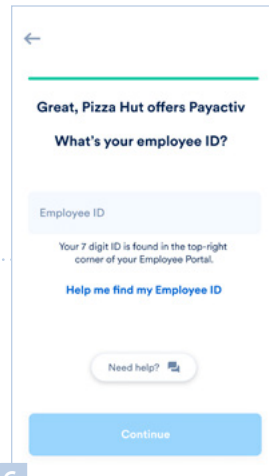 Great, Pizza Hut offers Payactiv
What's your employee ID?
Employee ID
Your 7 digit ID is found in the top-right
corner of your Employee Portal.
Help me find my Employee ID
Need help?
Continue